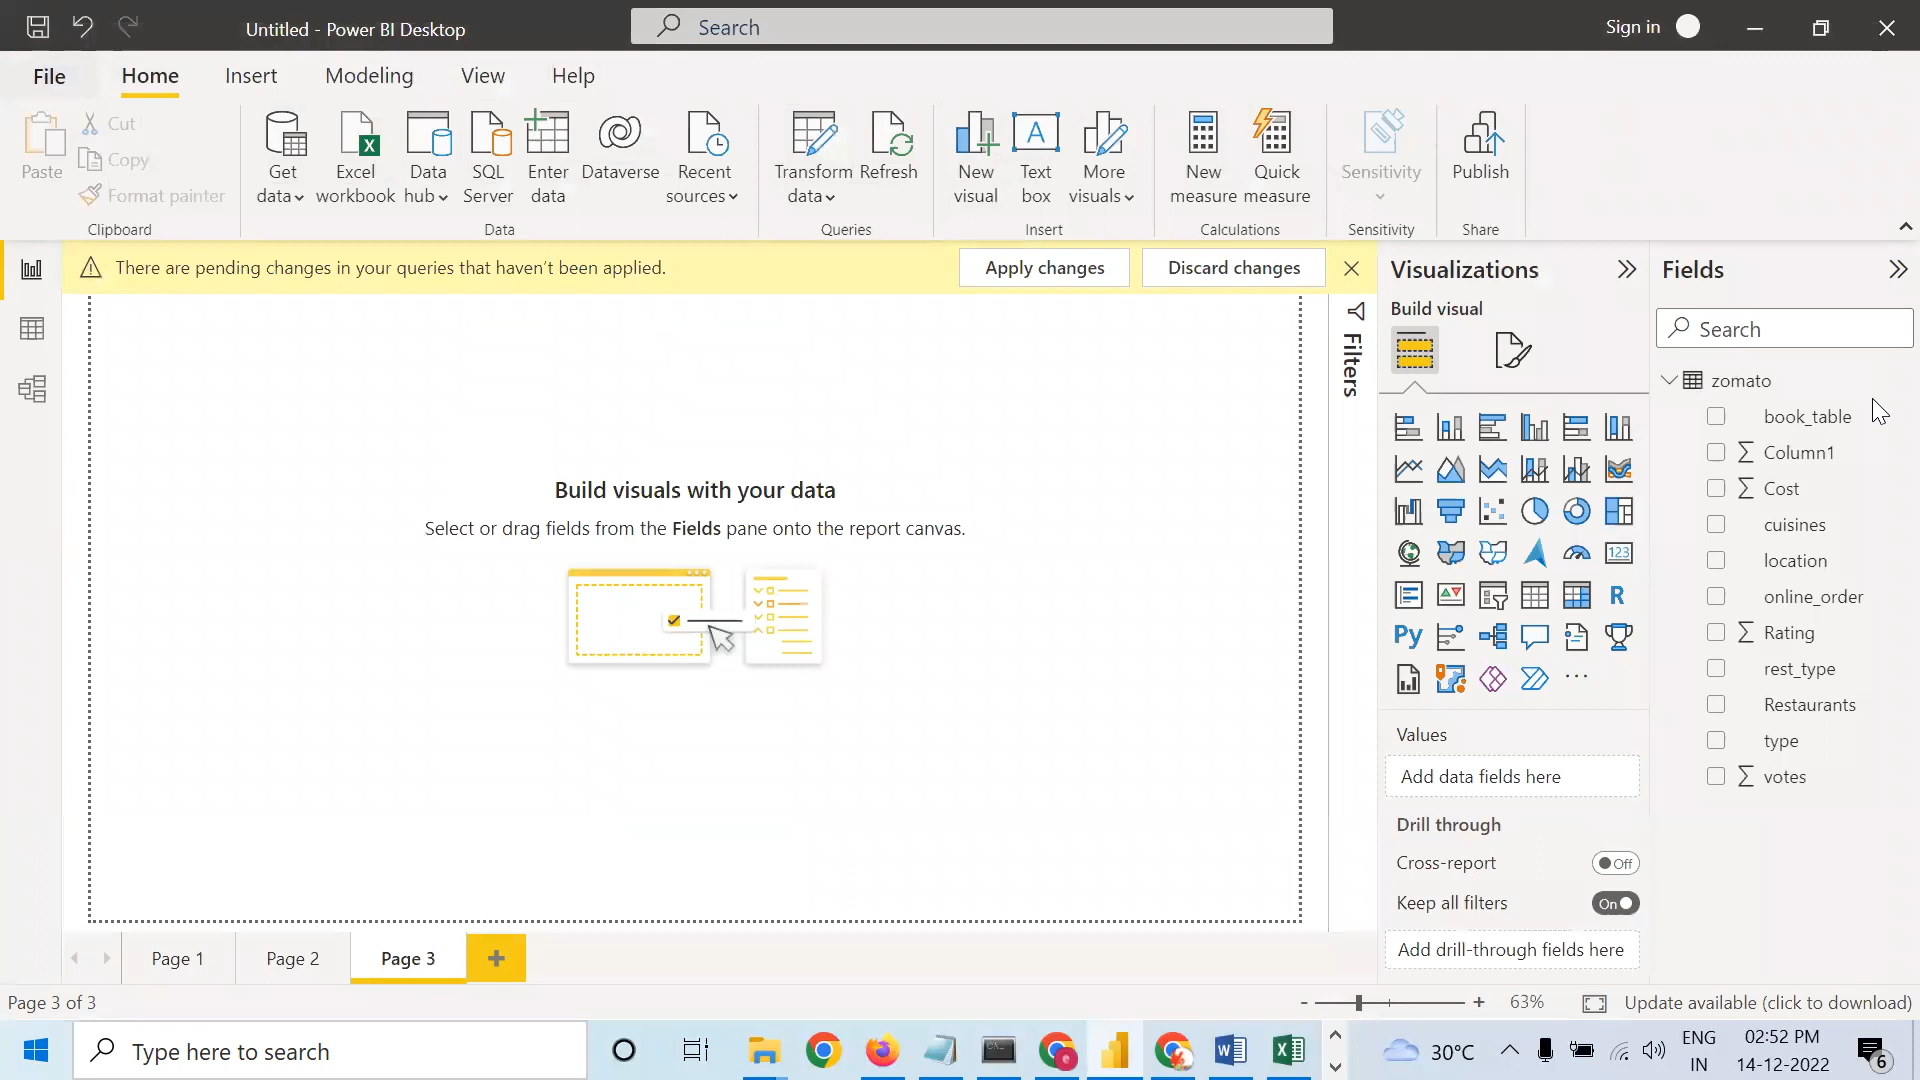 Untitled - Power BI Desktop
Search
Sign in
File
Home
Insert
Modeling
View
Help
Paste
Cut
Copy
Format painter
Clipboard
Get data
Excel workbook
Data hub
SQL Server
Enter data
Dataverse
Recent sources
Data
Transform data
Refresh
Queries
New visual
Text box
More visuals
Insert
New measure
Quick measure
Calculations
Sensitivity
Sensitivity
Publish
Share
There are pending changes in your queries that haven't been applied.
Apply changes
Discard changes
Build visuals with your data
Select or drag fields from the Fields pane onto the report canvas.
Filters
Visualizations
Build visual
123
R
Py
Values
Add data fields here
Drill through
Cross-report
Off
Keep all filters
On
Add drill-through fields here
Fields
Search
zomato
book_table
Column1
Cost
cuisines
location
online_order
Rating
rest_type
Restaurants
type
votes
Page 1
Page 2
Page 3
Page 3 of 3
63%
Update available (click to download)
Type here to search
30°C
ENG
IN
02:52 PM
14-12-2022
6